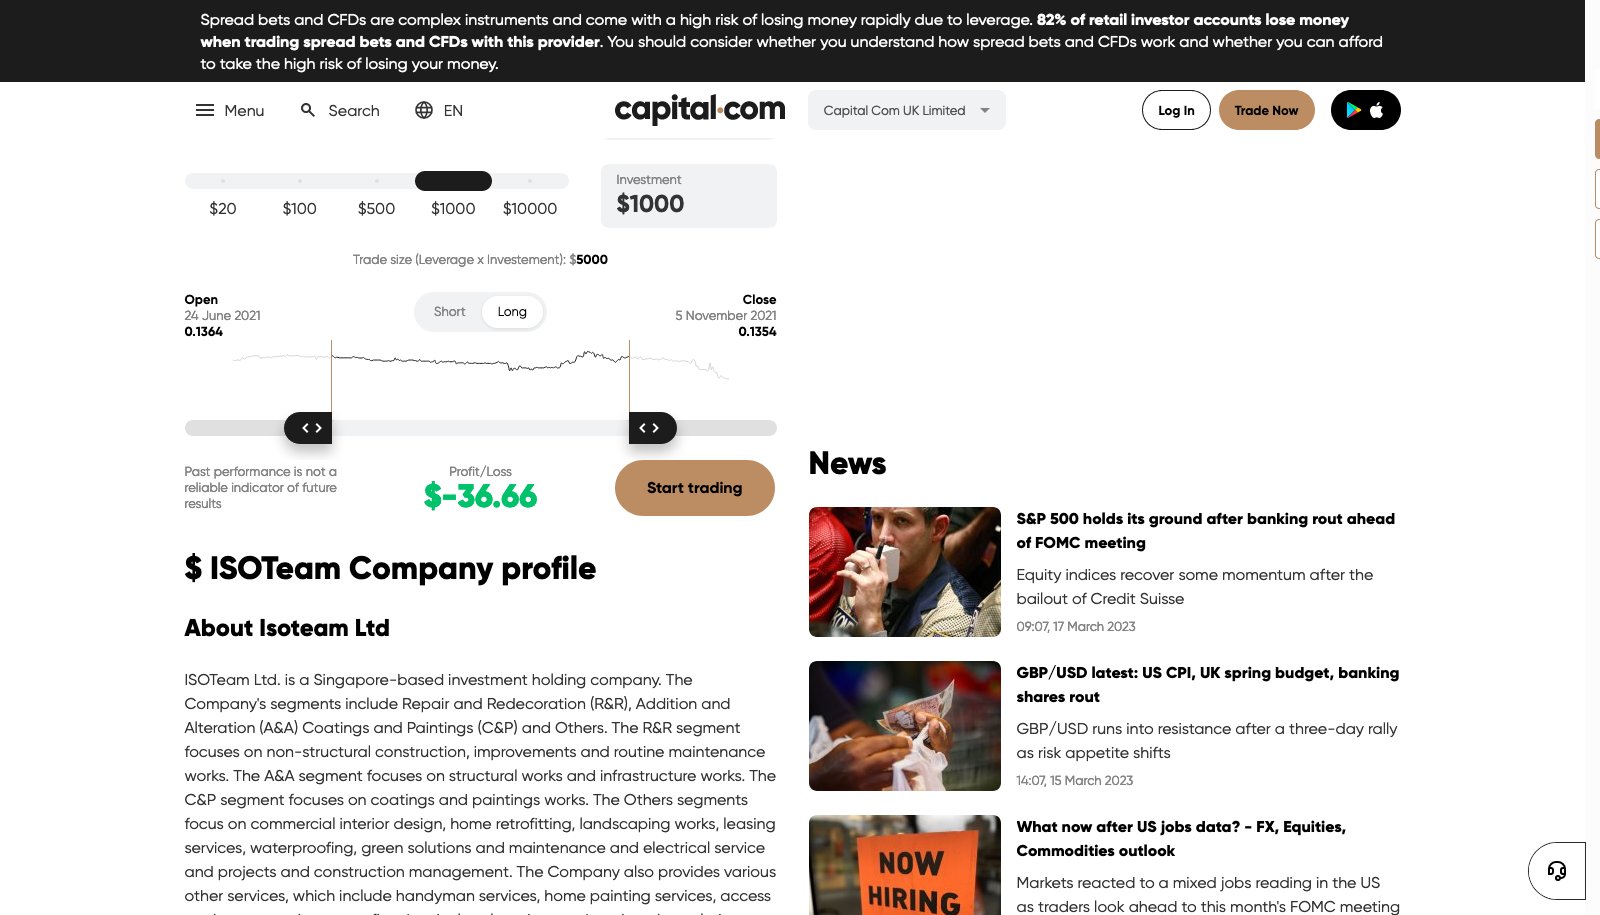 Spread bets and CFDs are complex instruments and come with a high risk of losing money rapidly due to leverage. 82% of retail investor accounts lose money
when trading spread bets and CFDs with this provider. You should consider whether you understand how spread bets and CFDs work and whether you can afford
to take the high risk of losing your money.
Menu
Search
EN
capital.com
Capital Com UK Limited
Log In
Trade Now
$20
$100
$500
$1000
$10000
Investment
$1000
Trade size (Leverage x Investement): $5000
Open
24 June 2021
0.1364
Short
Long
Close
5 November 2021
0.1354
Past performance is not a
reliable indicator of future
results
Profit/Loss
$-36.66
Start trading
$ ISOTeam Company profile
About Isoteam Ltd
ISOTeam Ltd. is a Singapore-based investment holding company. The
Company's segments include Repair and Redecoration (R&R), Addition and
Alteration (A&A) Coatings and Paintings (C&P) and Others. The R&R segment
focuses on non-structural construction, improvements and routine maintenance
works. The A&A segment focuses on structural works and infrastructure works. The
C&P segment focuses on coatings and paintings works. The Others segments
focus on commercial interior design, home retrofitting, landscaping works, leasing
services, waterproofing, green solutions and maintenance and electrical service
and projects and construction management. The Company also provides various
other services, which include handyman services, home painting services, access
News
S&P 500 holds its ground after banking rout ahead
of FOMC meeting
Equity indices recover some momentum after the
bailout of Credit Suisse
09:07, 17 March 2023
GBP/USD latest: US CPI, UK spring budget, banking
shares rout
GBP/USD runs into resistance after a three-day rally
as risk appetite shifts
14:07, 15 March 2023
NOW
HIRING
What now after US jobs data? - FX, Equities,
Commodities outlook
Markets reacted to a mixed jobs reading in the US
as traders look ahead to this month's FOMC meeting